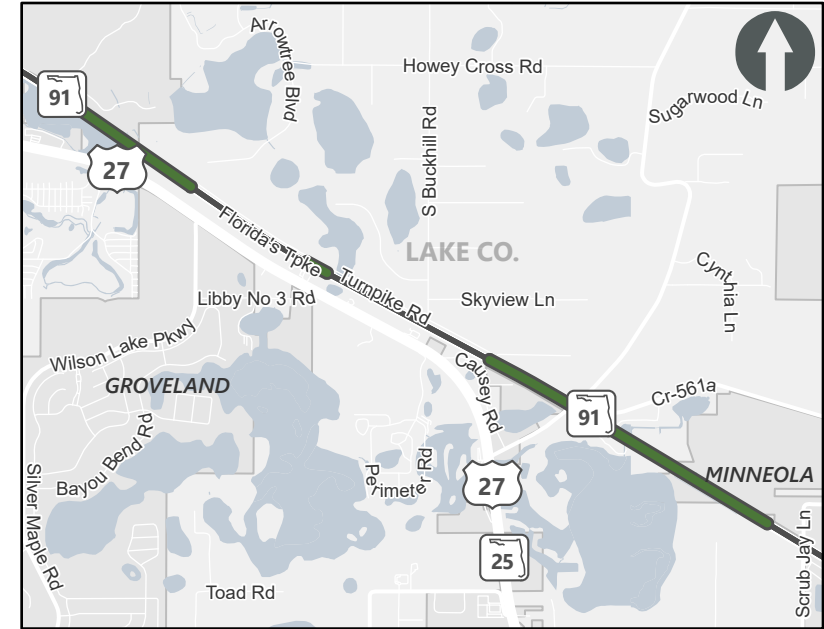 Arrowtree Blvd
Howey Cross Rd
91
Sugarwood Ln
S Buckhill Rd
27
Florida's Tpke
LAKE CO.
Cynthia Ln
Libby No 3 Rd
Turnpike Rd
Skyview Ln
Wilson Lake Pkwy
GROVELAND
Causey Rd
Cr-561a
91
Bayou Bend Rd
Perimeter Rd
MINNEOLA
Silver Maple Rd
27
25
Scrub Jay Ln
Toad Rd